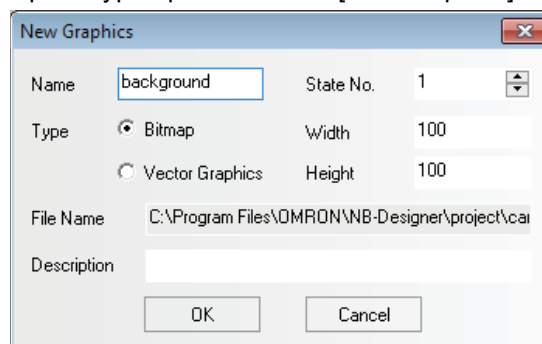 New Graphics
Name background State No. 1
Type Bitmap Width 100
Vector Graphics Height 100
File Name C:\Program Files\OMRON\NB-Designer\project\cai
Description
OK Cancel